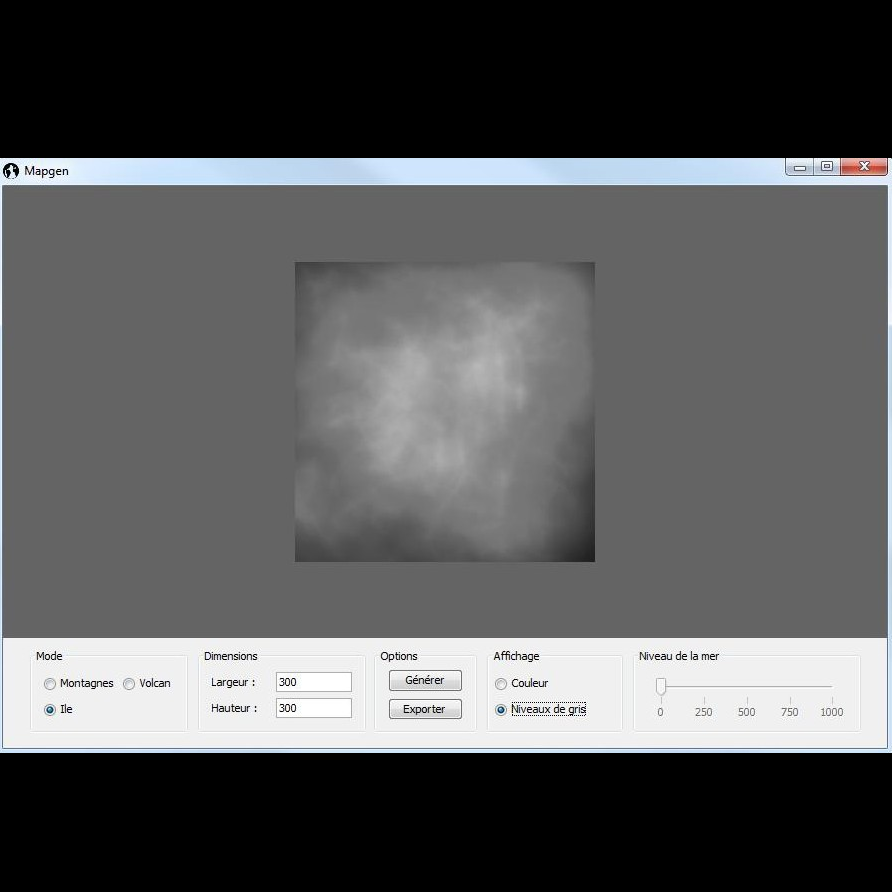 Mapgen
Mode
Montagnes
Volcan
Ile
Dimensions
Largeur :
300
Hauteur :
300
Options
Générer
Exporter
Affichage
Couleur
Niveaux de gris
Niveau de la mer
0 250 500 750 1000